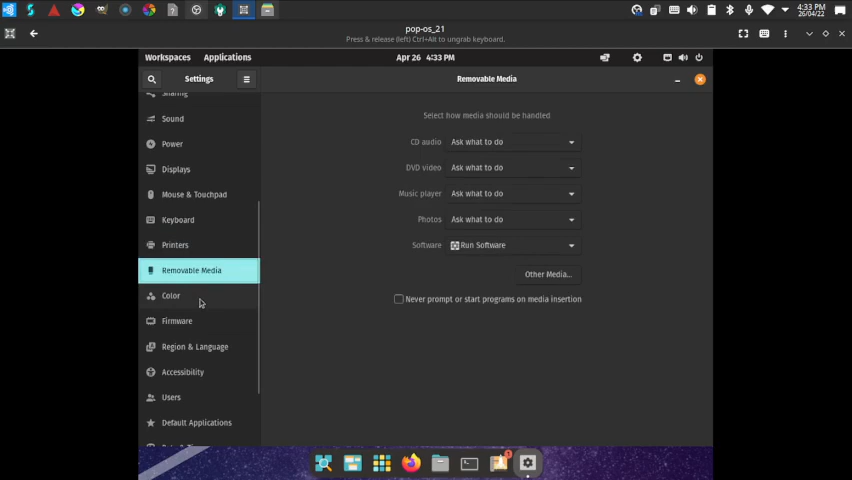 4:33 PM
26/04/22
pop-os_21
Press & release (left) Ctrl+Alt to ungrab keyboard.
Workspaces Applications Apr 26 4:33 PM
Settings Removable Media
Sharing
Sound
Power
Displays
Mouse & Touchpad
Keyboard
Printers
Removable Media
Color
Firmware
Region & Language
Accessibility
Users
Default Applications
Select how media should be handled
CD audio Ask what to do
DVD video Ask what to do
Music player Ask what to do
Photos Ask what to do
Software Run Software
Other Media...
Never prompt or start programs on media insertion
1